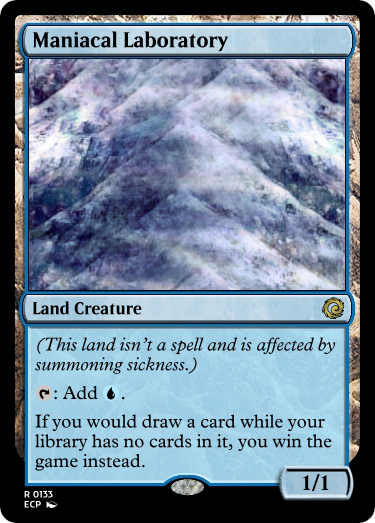 Maniacal Laboratory
Land Creature
(This land isn't a spell and is affected by
summoning sickness.)
: Add .
If you would draw a card while your
library has no cards in it, you win the
game instead.
1/1
R 0133
ECP